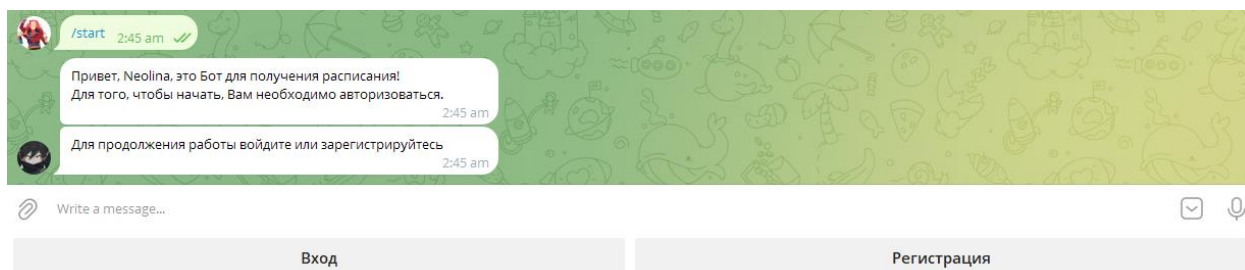 /start 2:45 am
Привет, Neolina, это Бот для получения расписания!
Для того, чтобы начать, Вам необходимо авторизоваться.
2:45 am
Для продолжения работы войдите или зарегистрируйтесь
2:45 am
Write a message...
Вход
Регистрация